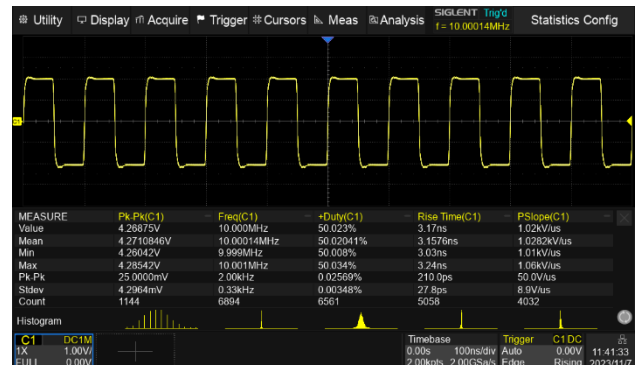 Utility Display Acquire Trigger Cursors Meas Analysis SIGLENT Trig'd Statistics Config
f = 10.00014MHz
C1
MEASURE Pk-Pk(C1) Freq(C1) +Duty(C1) Rise Time(C1) PSlope(C1)
Value 4.26875V 10.000MHz 50.023% 3.17ns 1.02kV/us
Mean 4.2710846V 10.00014MHz 50.02041% 3.1576ns 1.0282kV/us
Min 4.26042V 9.999MHz 50.008% 3.03ns 1.01kV/us
Max 4.28542V 10.001MHz 50.034% 3.24ns 1.06kV/us
Pk-Pk 25.0000mV 2.00kHz 0.02569% 210.0ps 50.0V/us
Stdev 4.2964mV 0.33kHz 0.00348% 27.8ps 8.9V/us
Count 1144 6894 6561 5058 4032
Histogram
C1 DC1M Timebase Trigger C1 DC
1X 1.00V/ 0.00s 100ns/div Auto 0.00V 11:41:33
FULL 0.00V 2.00kpts 2.00GSa/s Edge Rising 2023/11/7